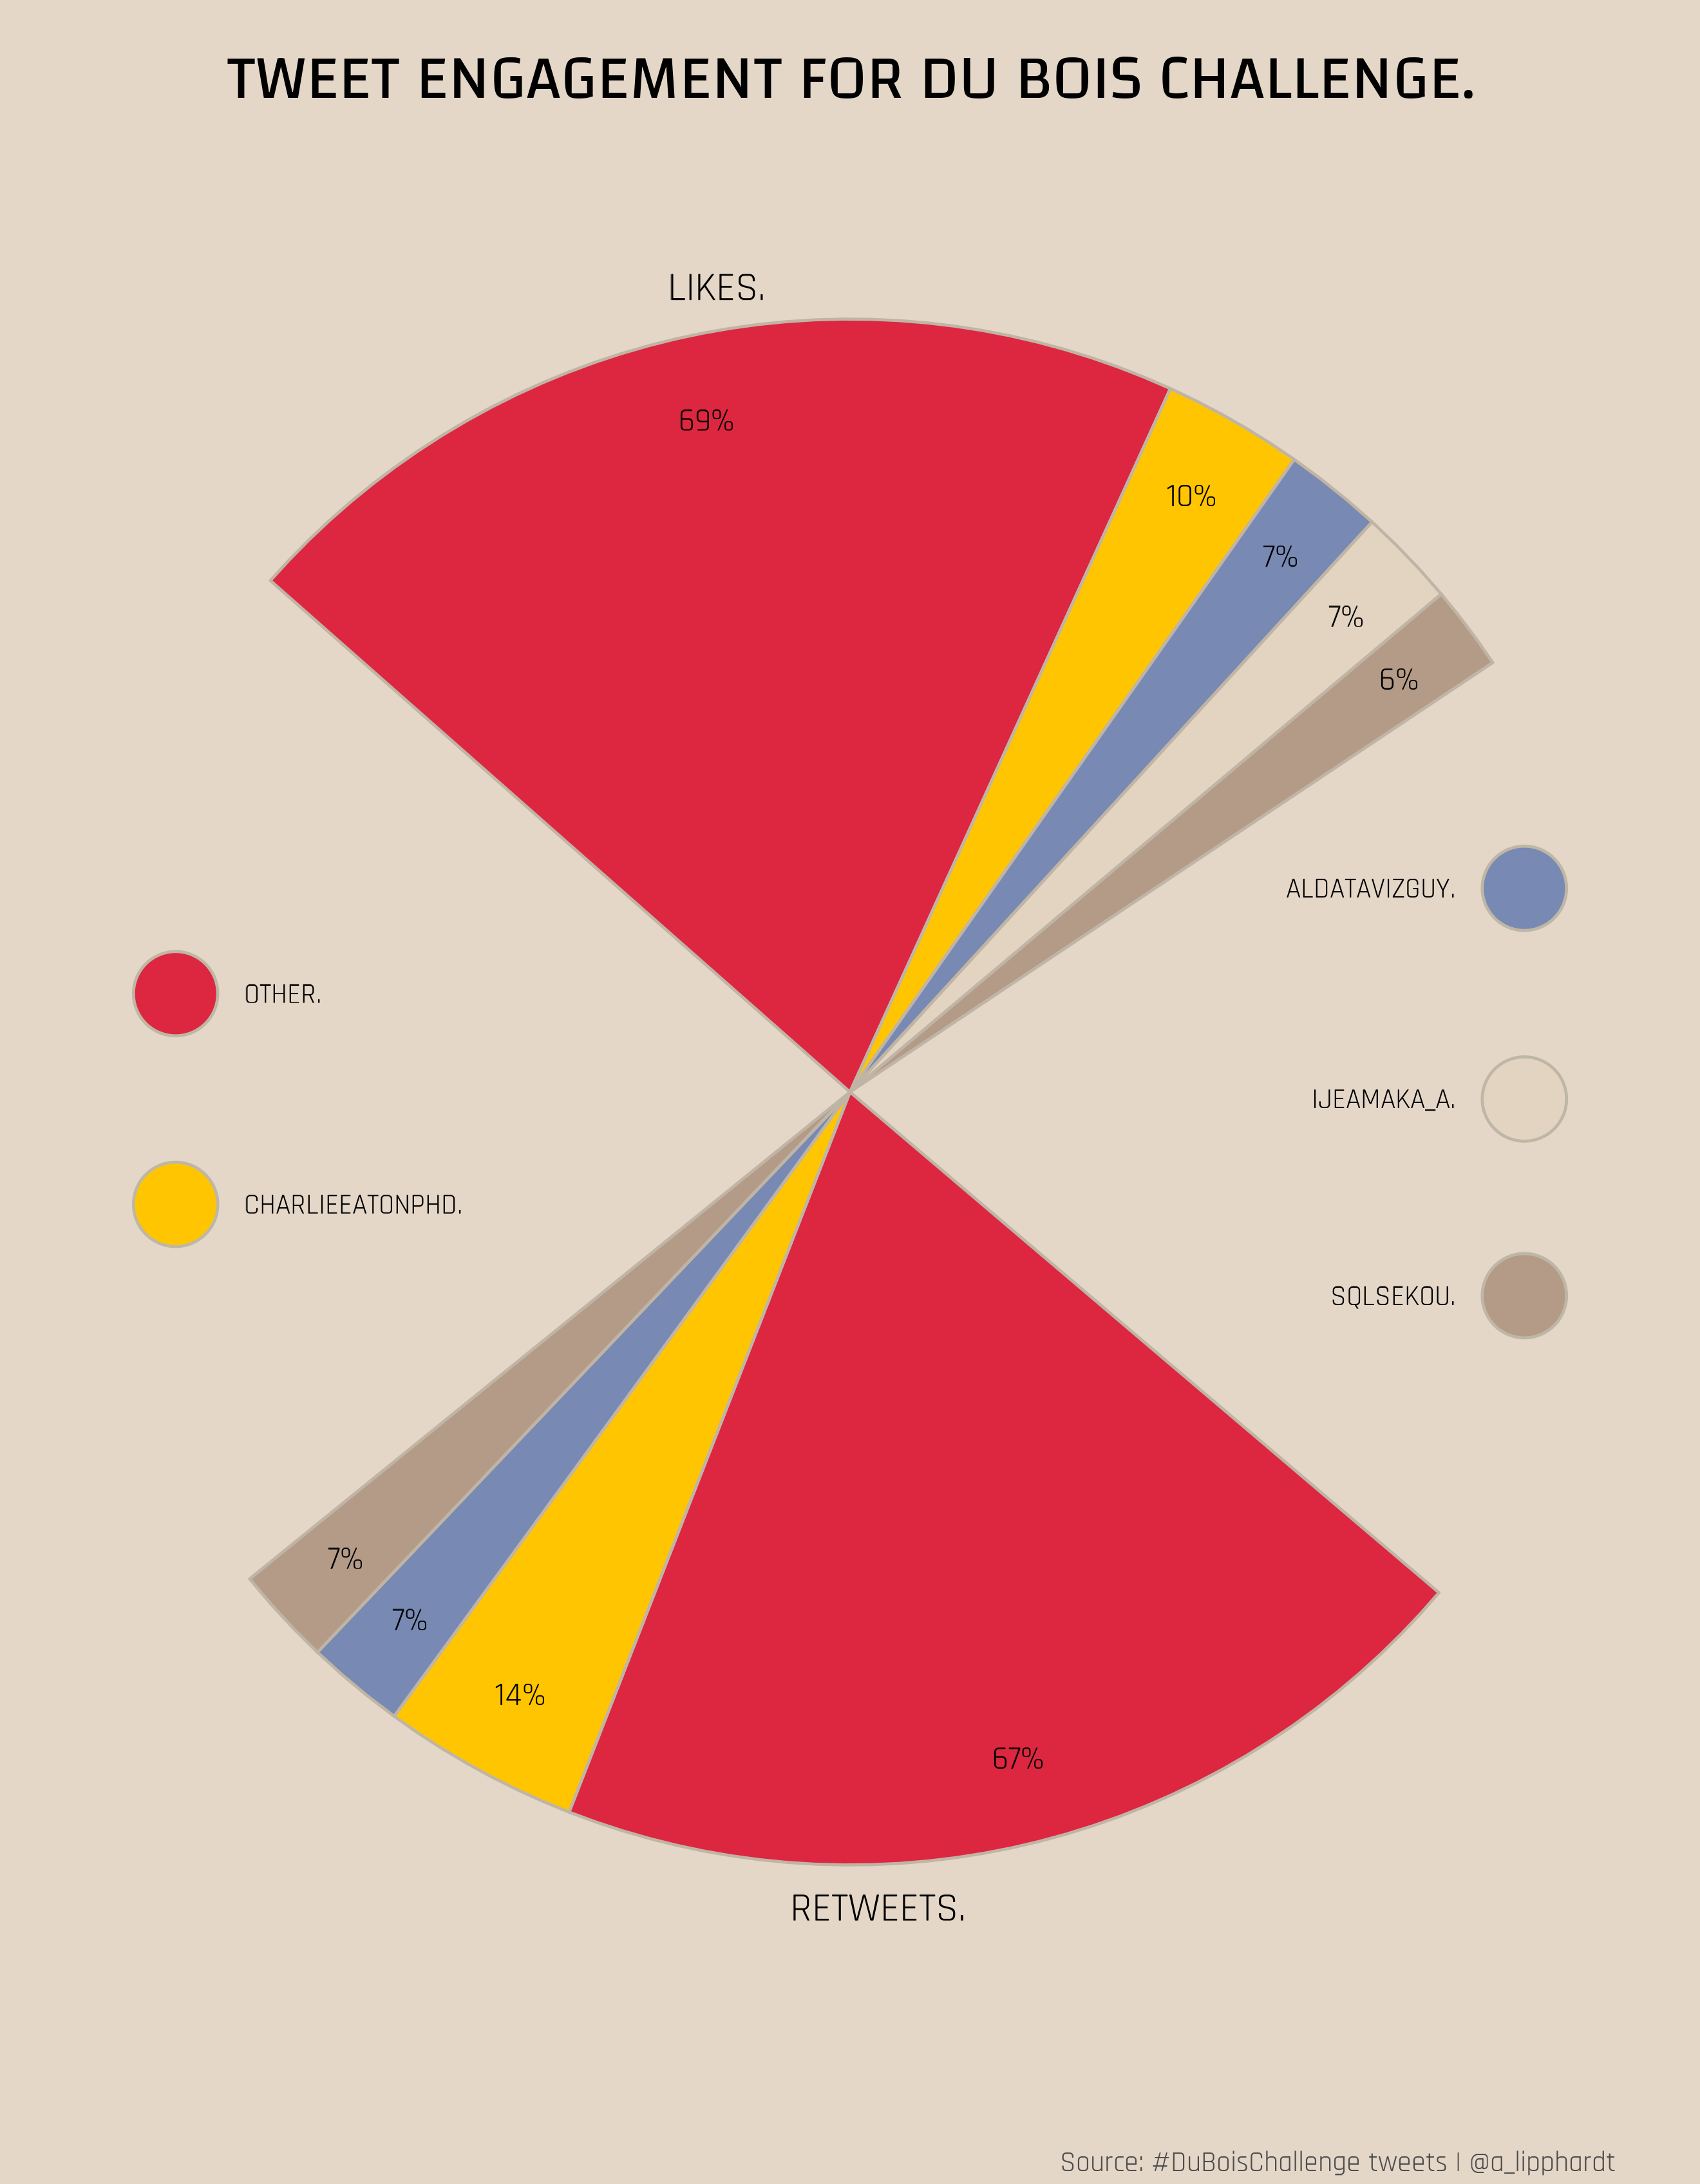 TWEET ENGAGEMENT FOR DU BOIS CHALLENGE.
LIKES.
69%
10%
7%
7%
6%
ALDATAVIZGUY.
OTHER.
IJEAMAKA_A.
CHARLIEEATONPHD.
SQLSEKOU.
7%
7%
14%
67%
RETWEETS.
Source: #DuBoisChallenge tweets | @a_lipphardt